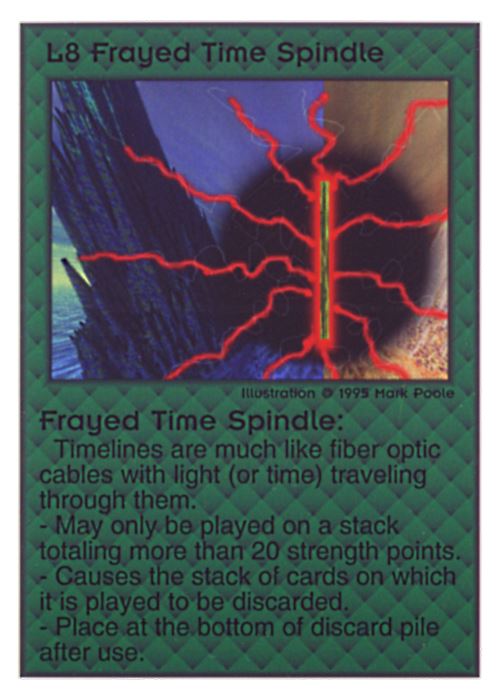 L8 Frayed Time Spindle
Illustration © 1995 Mark Poole
Frayed Time Spindle:
Timelines are much like fiber optic
cables with light (or time) traveling
through them.
- May only be played on a stack
totaling more than 20 strength points.
- Causes the stack of cards on which
it is played to be discarded.
- Place at the bottom of discard pile
after use.